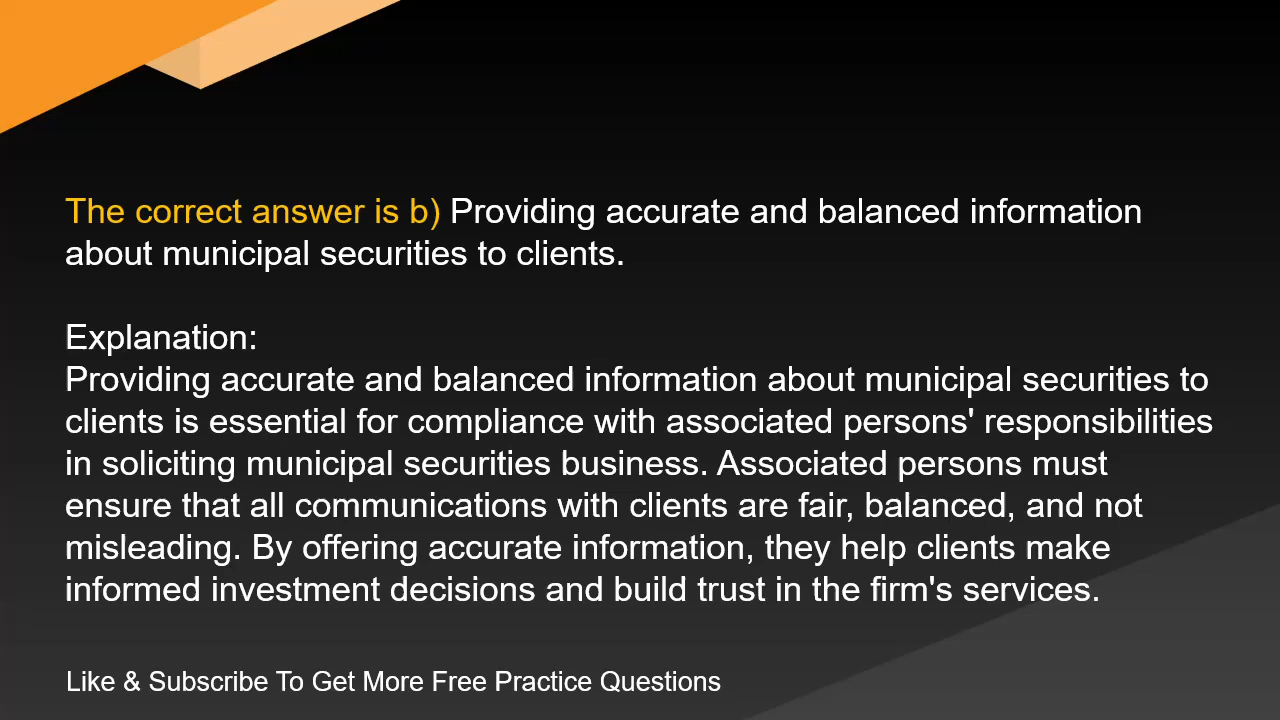 The correct answer is b) Providing accurate and balanced information
about municipal securities to clients.
Explanation:
Providing accurate and balanced information about municipal securities to
clients is essential for compliance with associated persons' responsibilities
in soliciting municipal securities business. Associated persons must
ensure that all communications with clients are fair, balanced, and not
misleading. By offering accurate information, they help clients make
informed investment decisions and build trust in the firm's services.
Like & Subscribe To Get More Free Practice Questions